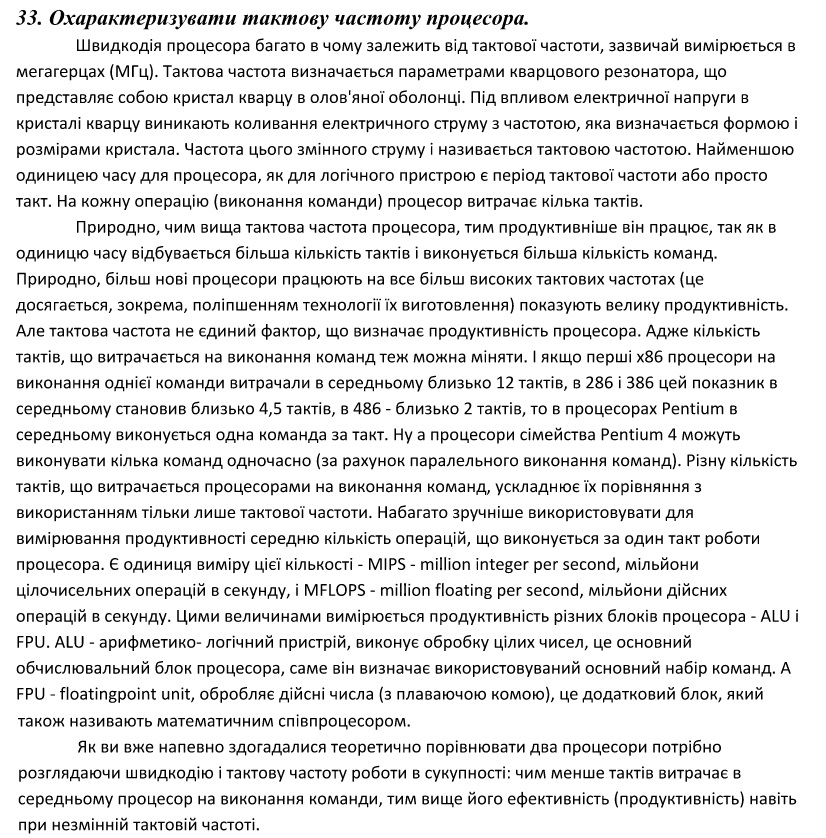 33. Охарактеризувати тактову частоту процесора.
Швидкодія процесора багато в чому залежить від тактової частоти, зазвичай вимірюється в
мегагерцах (МГц). Тактова частота визначається параметрами кварцового резонатора, що
представляє собою кристал кварцу в олов'яної оболонці. Під впливом електричної напруги в
кристалі кварцу виникають коливання електричного струму з частотою, яка визначається формою і
розмірами кристала. Частота цього змінного струму і називається тактовою частотою. Найменшою
одиницею часу для процесора, як для логічного пристрою є період тактової частоти або просто
такт. На кожну операцію (виконання команди) процесор витрачає кілька тактів.
Природно, чим вища тактова частота процесора, тим продуктивніше він працює, так як в
одиницю часу відбувається більша кількість тактів і виконується більша кількість команд.
Природно, більш нові процесори працюють на все більш високих тактових частотах (це
досягається, зокрема, поліпшенням технології їх виготовлення) показують велику продуктивність.
Але тактова частота не єдиний фактор, що визначає продуктивність процесора. Адже кількість
тактів, що витрачається на виконання команд теж можна міняти. І якщо перші x86 процесори на
виконання однієї команди витрачали в середньому близько 12 тактів, в 286 і 386 цей показник в
середньому становив близько 4,5 тактів, в 486 - близько 2 тактів, то в процесорах Pentium в
середньому виконується одна команда за такт. Ну а процесори сімейства Pentium 4 можуть
виконувати кілька команд одночасно (за рахунок паралельного виконання команд). Різну кількість
тактів, що витрачається процесорами на виконання команд, ускладнює їх порівняння з
використанням тільки лише тактової частоти. Набагато зручніше використовувати для
вимірювання продуктивності середню кількість операцій, що виконується за один такт роботи
процесора. Є одиниця виміру цієї кількості - MIPS - million integer per second, мільйони
цілочисельних операцій в секунду, і MFLOPS - million floating per second, мільйони дійсних
операцій в секунду. Цими величинами вимірюється продуктивність різних блоків процесора - ALU і
FPU. ALU - арифметико- логічний пристрій, виконує обробку цілих чисел, це основний
обчислювальний блок процесора, саме він визначає використовуваний основний набір команд. А
FPU - floatingpoint unit, обробляє дійсні числа (з плаваючою комою), це додатковий блок, який
також називають математичним співпроцесором.
Як ви вже напевно здогадалися теоретично порівнювати два процесори потрібно
розглядаючи швидкодію і тактову частоту роботи в сукупності: чим менше тактів витрачає в
середньому процесор на виконання команди, тим вище його ефективність (продуктивність) навіть
при незмінній тактовій частоті.